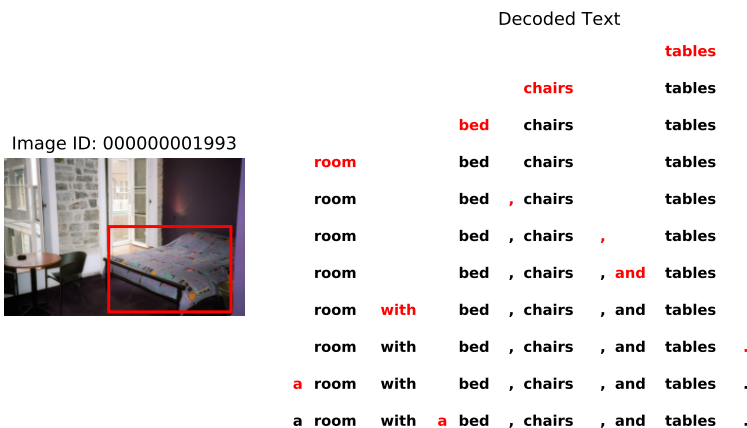 Decoded Text
tables
chairs tables
bed chairs tables
Image ID: 000000001993
room bed chairs tables
room bed , chairs tables
room bed , chairs , tables
room bed , chairs , and tables
room with bed , chairs , and tables
room with bed , chairs , and tables .
a room with bed , chairs , and tables .
a room with a bed , chairs , and tables .